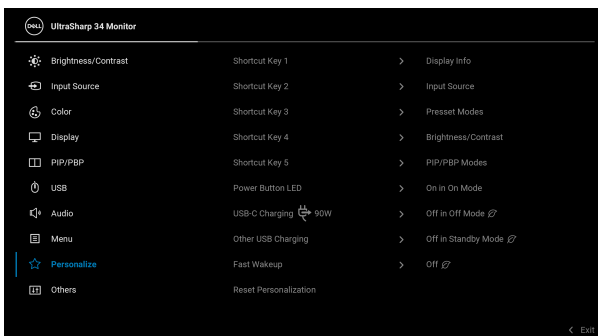 DELL UltraSharp 34 Monitor
Brightness/Contrast Shortcut Key 1 > Display Info
Input Source Shortcut Key 2 > Input Source
Color Shortcut Key 3 > Presset Modes
Display Shortcut Key 4 > Brightness/Contrast
PIP/PBP Shortcut Key 5 > PIP/PBP Modes
USB Power Button LED > On in On Mode
Audio USB-C Charging 90W > Off in Off Mode
Menu Other USB Charging > Off in Standby Mode
Personalize Fast Wakeup > Off
Others Reset Personalization
< Exit